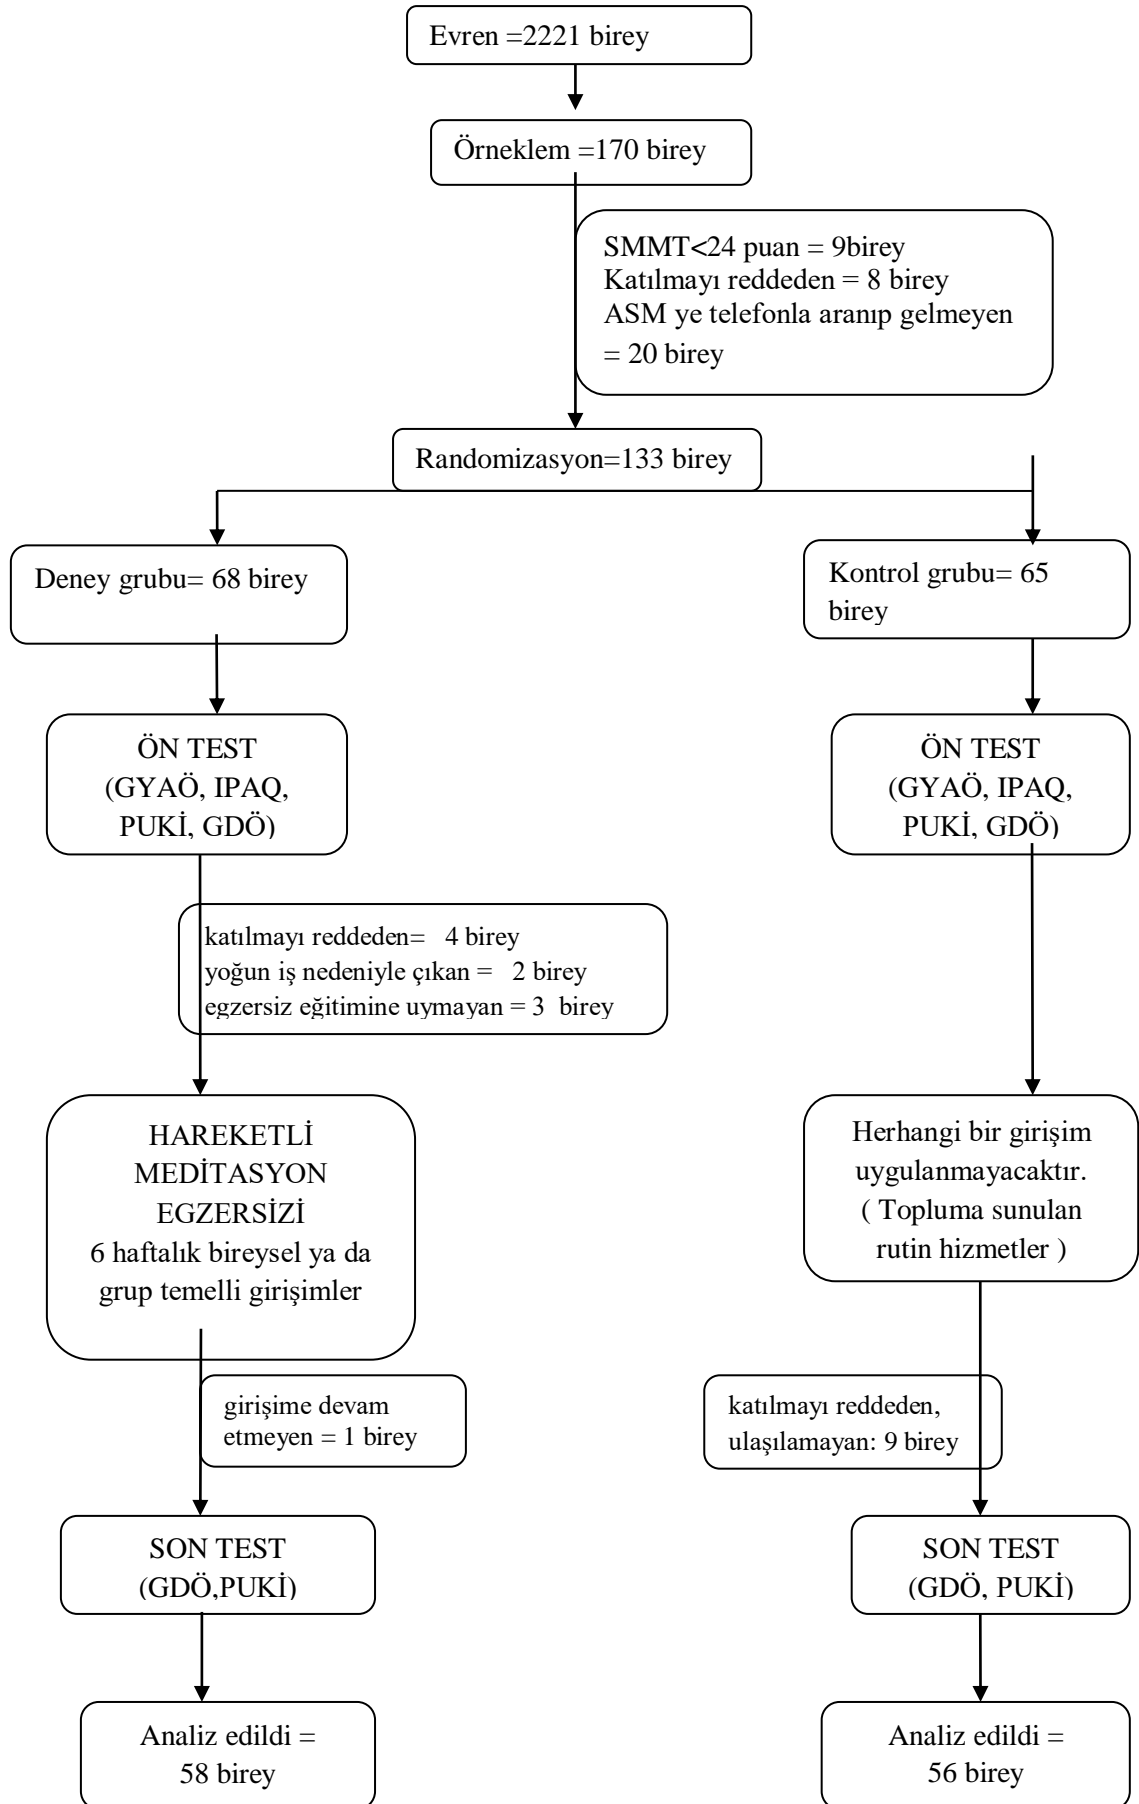 Evren =2221 birey
Örneklem =170 birey
SMMT<24 puan = 9birey
Katılmayı reddeden = 8 birey
ASM ye telefonla aranıp gelmeyen
= 20 birey
Randomizasyon=133 birey
Deney grubu= 68 birey
Kontrol grubu= 65
birey
ÖN TEST
(GYAÖ, IPAQ,
PUKİ, GDÖ)
ÖN TEST
(GYAÖ, IPAQ,
PUKİ, GDÖ)
katılmayı reddeden= 4 birey
yoğun iş nedeniyle çıkan = 2 birey
egzersiz eğitimine uymayan = 3 birey
HAREKETLİ
MEDİTASYON
EGZERSİZİ
6 haftalık bireysel ya da
grup temelli girişimler
Herhangi bir girişim
uygulanmayacaktır.
( Topluma sunulan
rutin hizmetler )
girişime devam
etmeyen = 1 birey
katılmayı reddeden,
ulaşılamayan: 9 birey
SON TEST
(GDÖ,PUKİ)
SON TEST
(GDÖ, PUKİ)
Analiz edildi =
58 birey
Analiz edildi =
56 birey